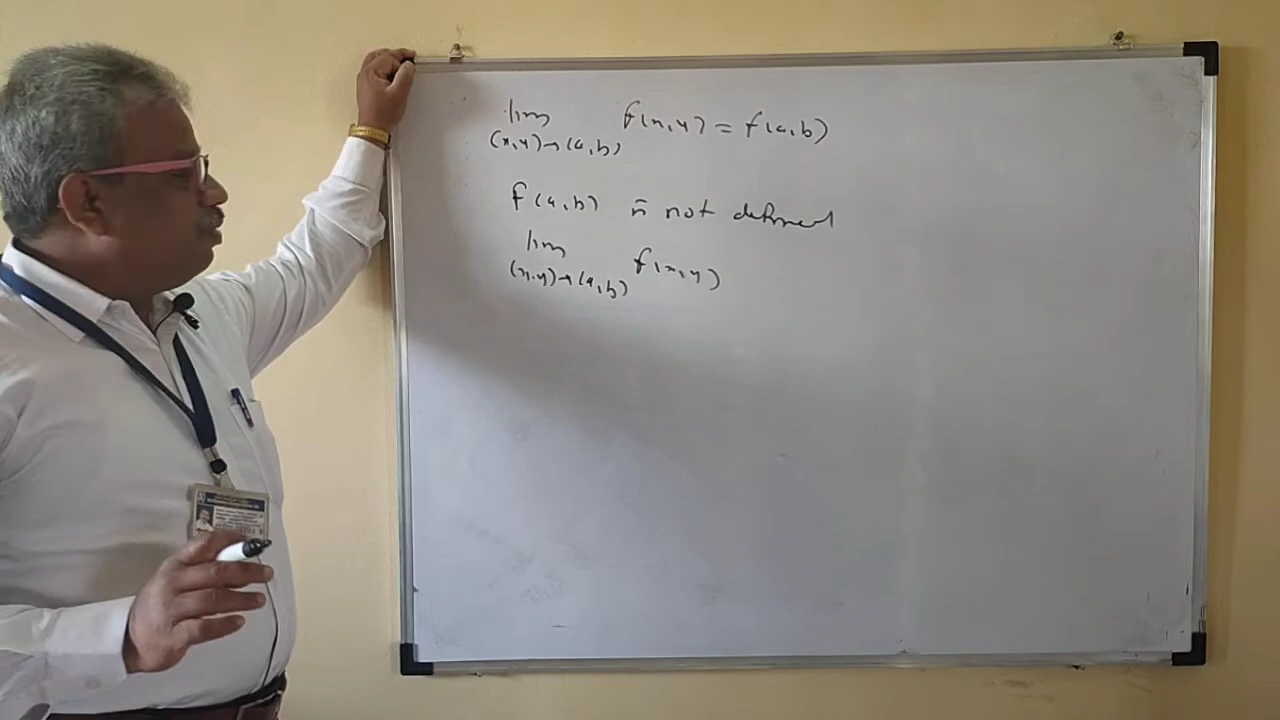 lim f(x,y) = f(a,b)
(x,y)→(a,b)
f(a,b) is not defined
lim f(x,y)
(x,y)→(a,b)